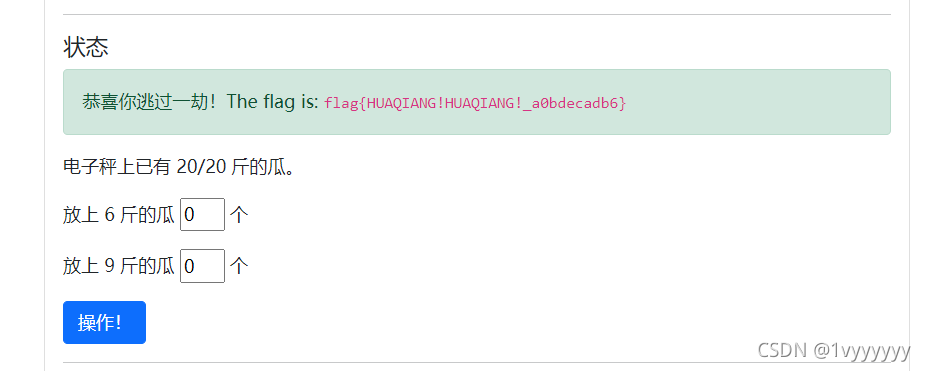 状态
恭喜你逃过一劫！The flag is: flag{HUAQIANG!HUAQIANG!_a0bdecadb6}
电子秤上已有 20/20 斤的瓜。
放上 6 斤的瓜 0 个
放上 9 斤的瓜 0 个
操作！
CSDN @1vyyyyyy